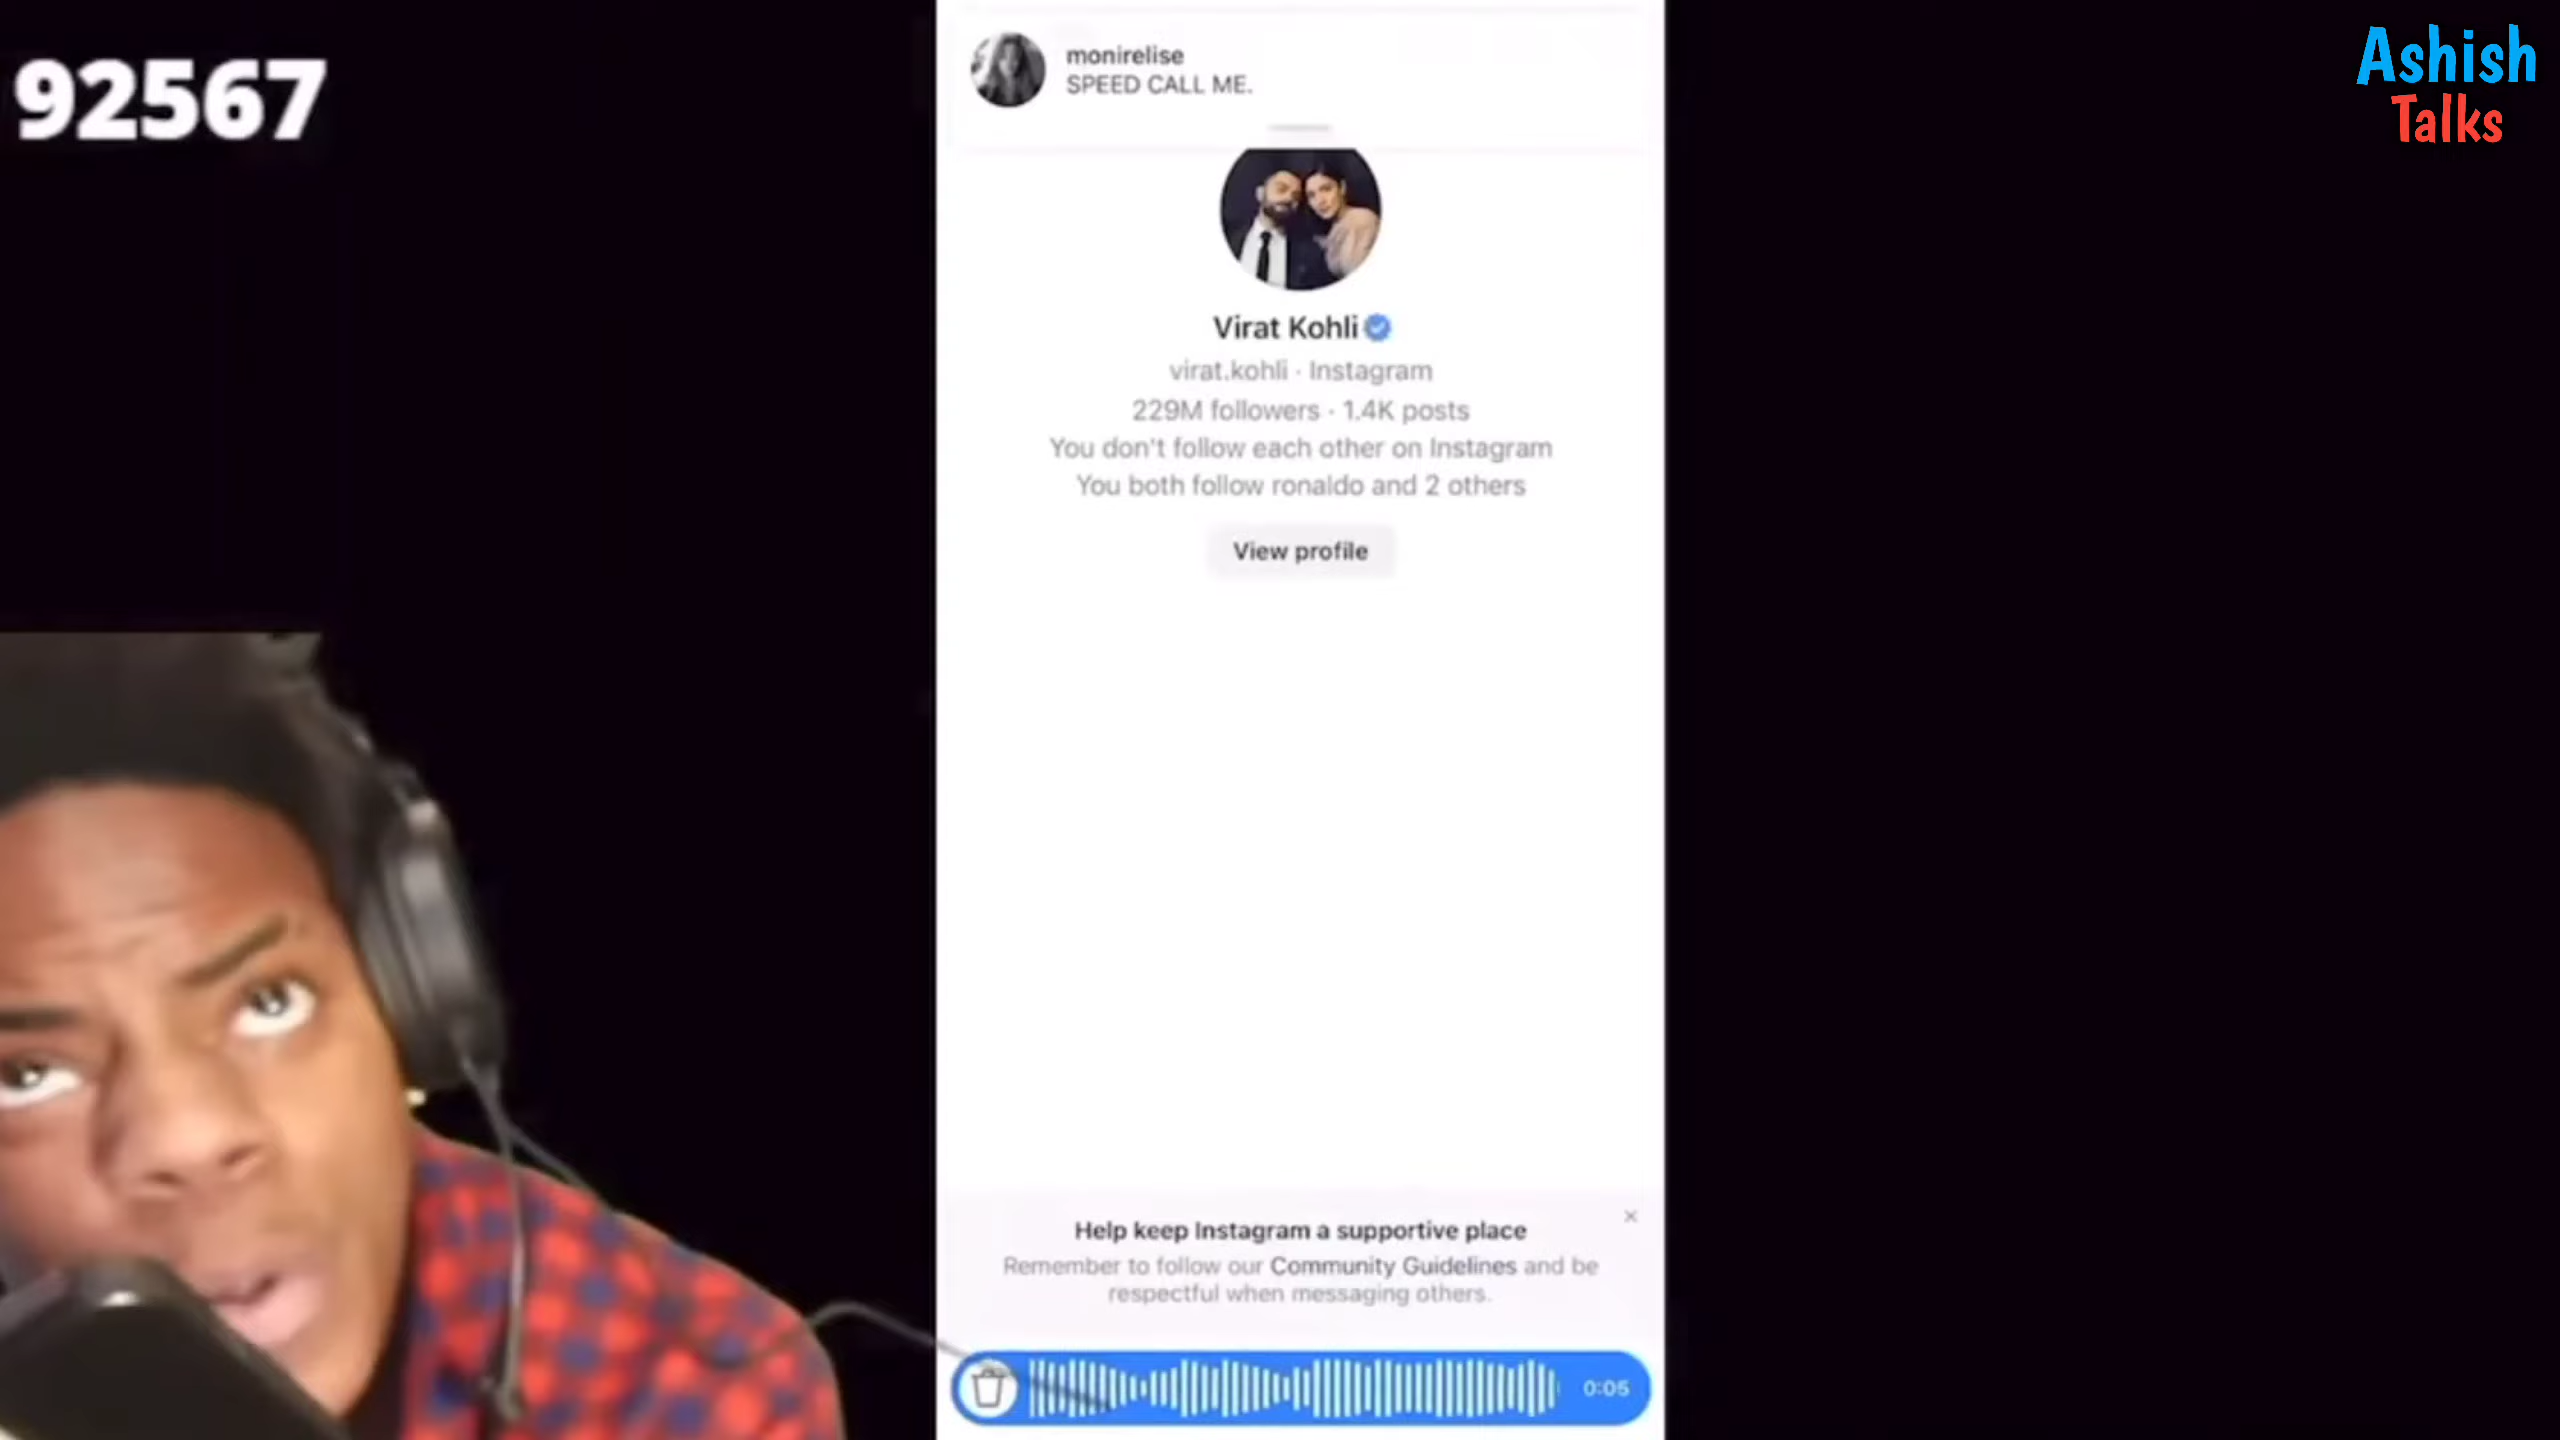 92567
monirelise
SPEED CALL ME.
Virat Kohli
virat.kohli · Instagram
229M followers · 1.4K posts
You don't follow each other on Instagram
You both follow ronaldo and 2 others
View profile
Help keep Instagram a supportive place
Remember to follow our Community Guidelines and be
respectful when messaging others.
0:05
Ashish
Talks